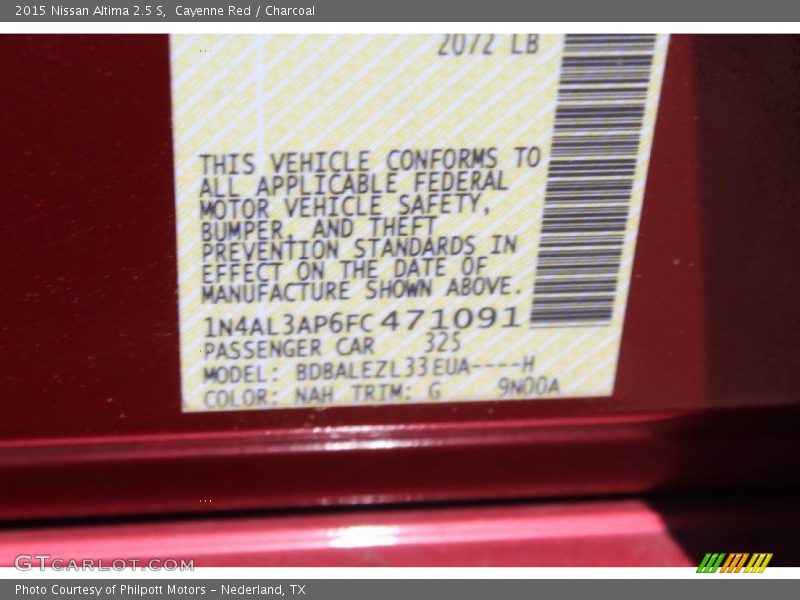 2015 Nissan Altima 2.5 S,  Cayenne Red / Charcoal
2072 LB
THIS VEHICLE CONFORMS TO
ALL APPLICABLE FEDERAL
MOTOR VEHICLE SAFETY,
BUMPER, AND THEFT
PREVENTION STANDARDS IN
EFFECT ON THE DATE OF
MANUFACTURE SHOWN ABOVE.
1N4AL3AP6FC471091
PASSENGER CAR 325
MODEL: BDBALEZL33EUA----H
COLOR: NAH TRIM: G 9N00A
GTCARLOT.COM
Photo Courtesy of Philpott Motors - Nederland, TX